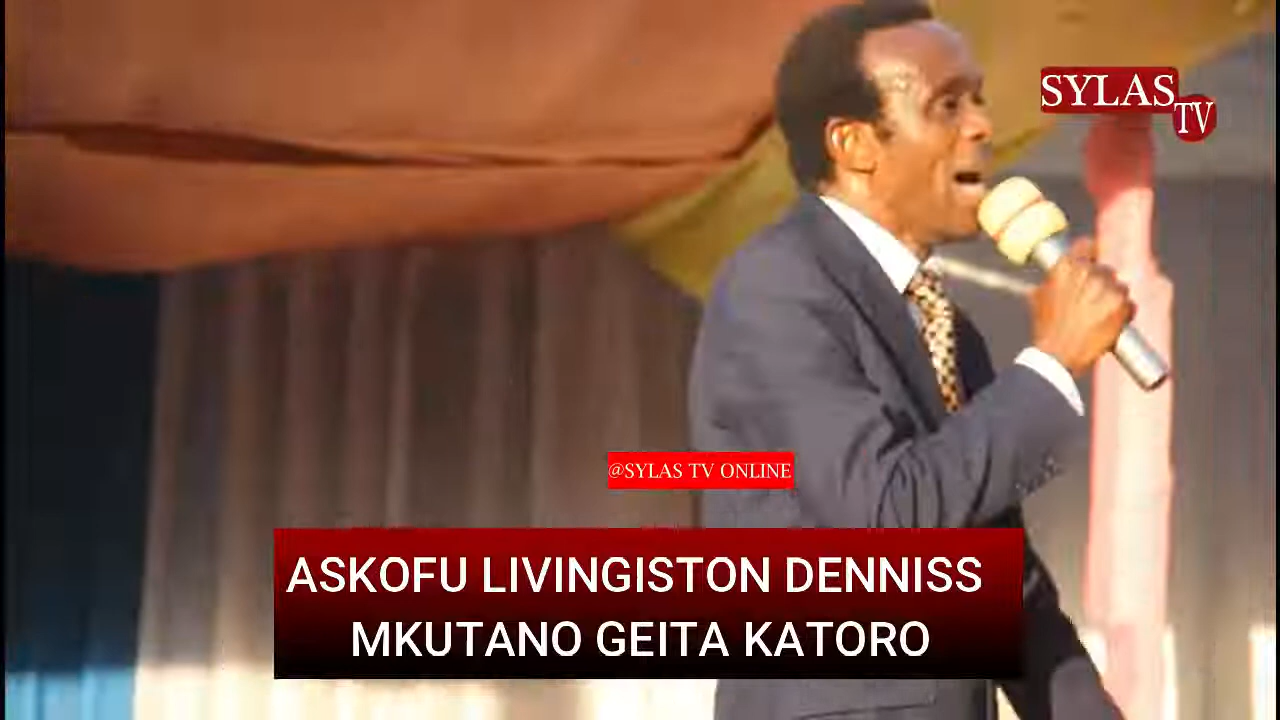 SYLAS
TV
@SYLAS TV ONLINE
ASKOFU LIVINGISTON DENNISS
MKUTANO GEITA KATORO